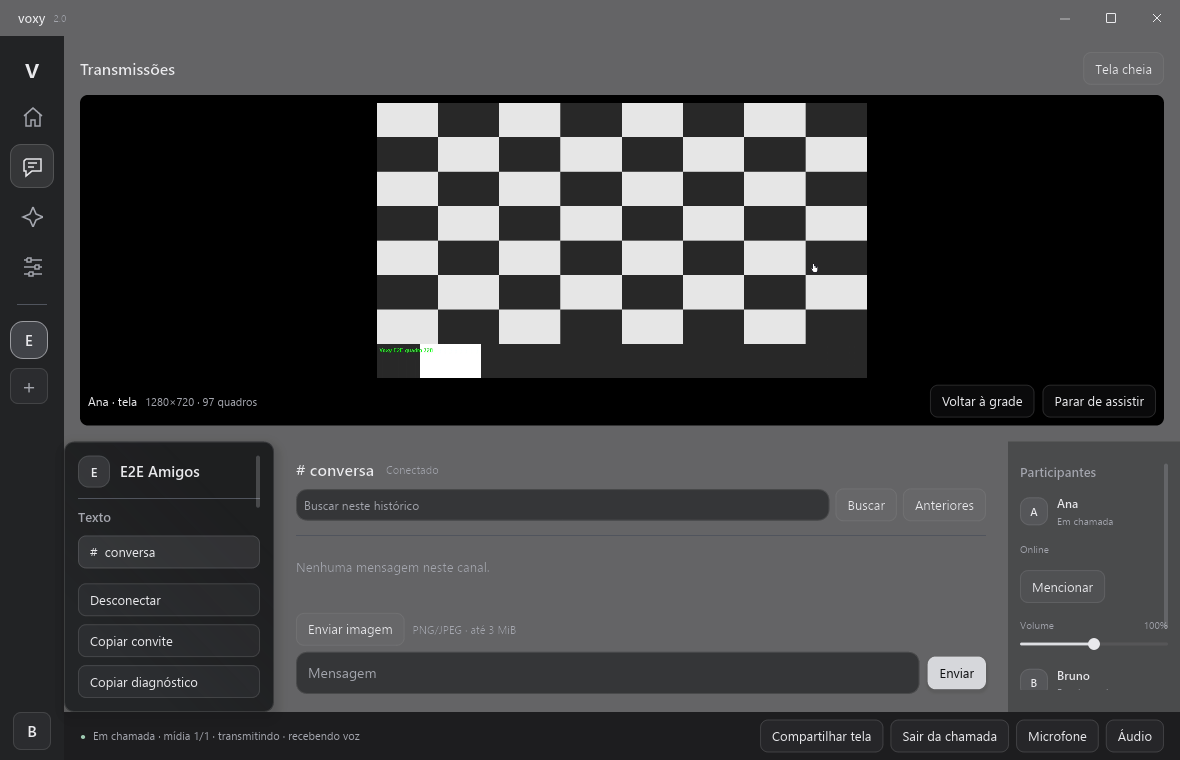 voxy 2.0
V
Transmissões
Tela cheia
Voxy E2E quadro
Ana · tela 1280×720 · 97 quadros
Voltar à grade
Parar de assistir
E
+
E
E2E Amigos
Texto
# conversa
Desconectar
Copiar convite
Copiar diagnóstico
# conversa Conectado
Buscar neste histórico
Buscar
Anteriores
Nenhuma mensagem neste canal.
Enviar imagem
PNG/JPEG · até 3 MiB
Mensagem
Enviar
Participantes
A
Ana
Em chamada
Online
Mencionar
Volume 100%
B
Bruno
B
Em chamada · mídia 1/1 · transmitindo · recebendo voz
Compartilhar tela
Sair da chamada
Microfone
Áudio